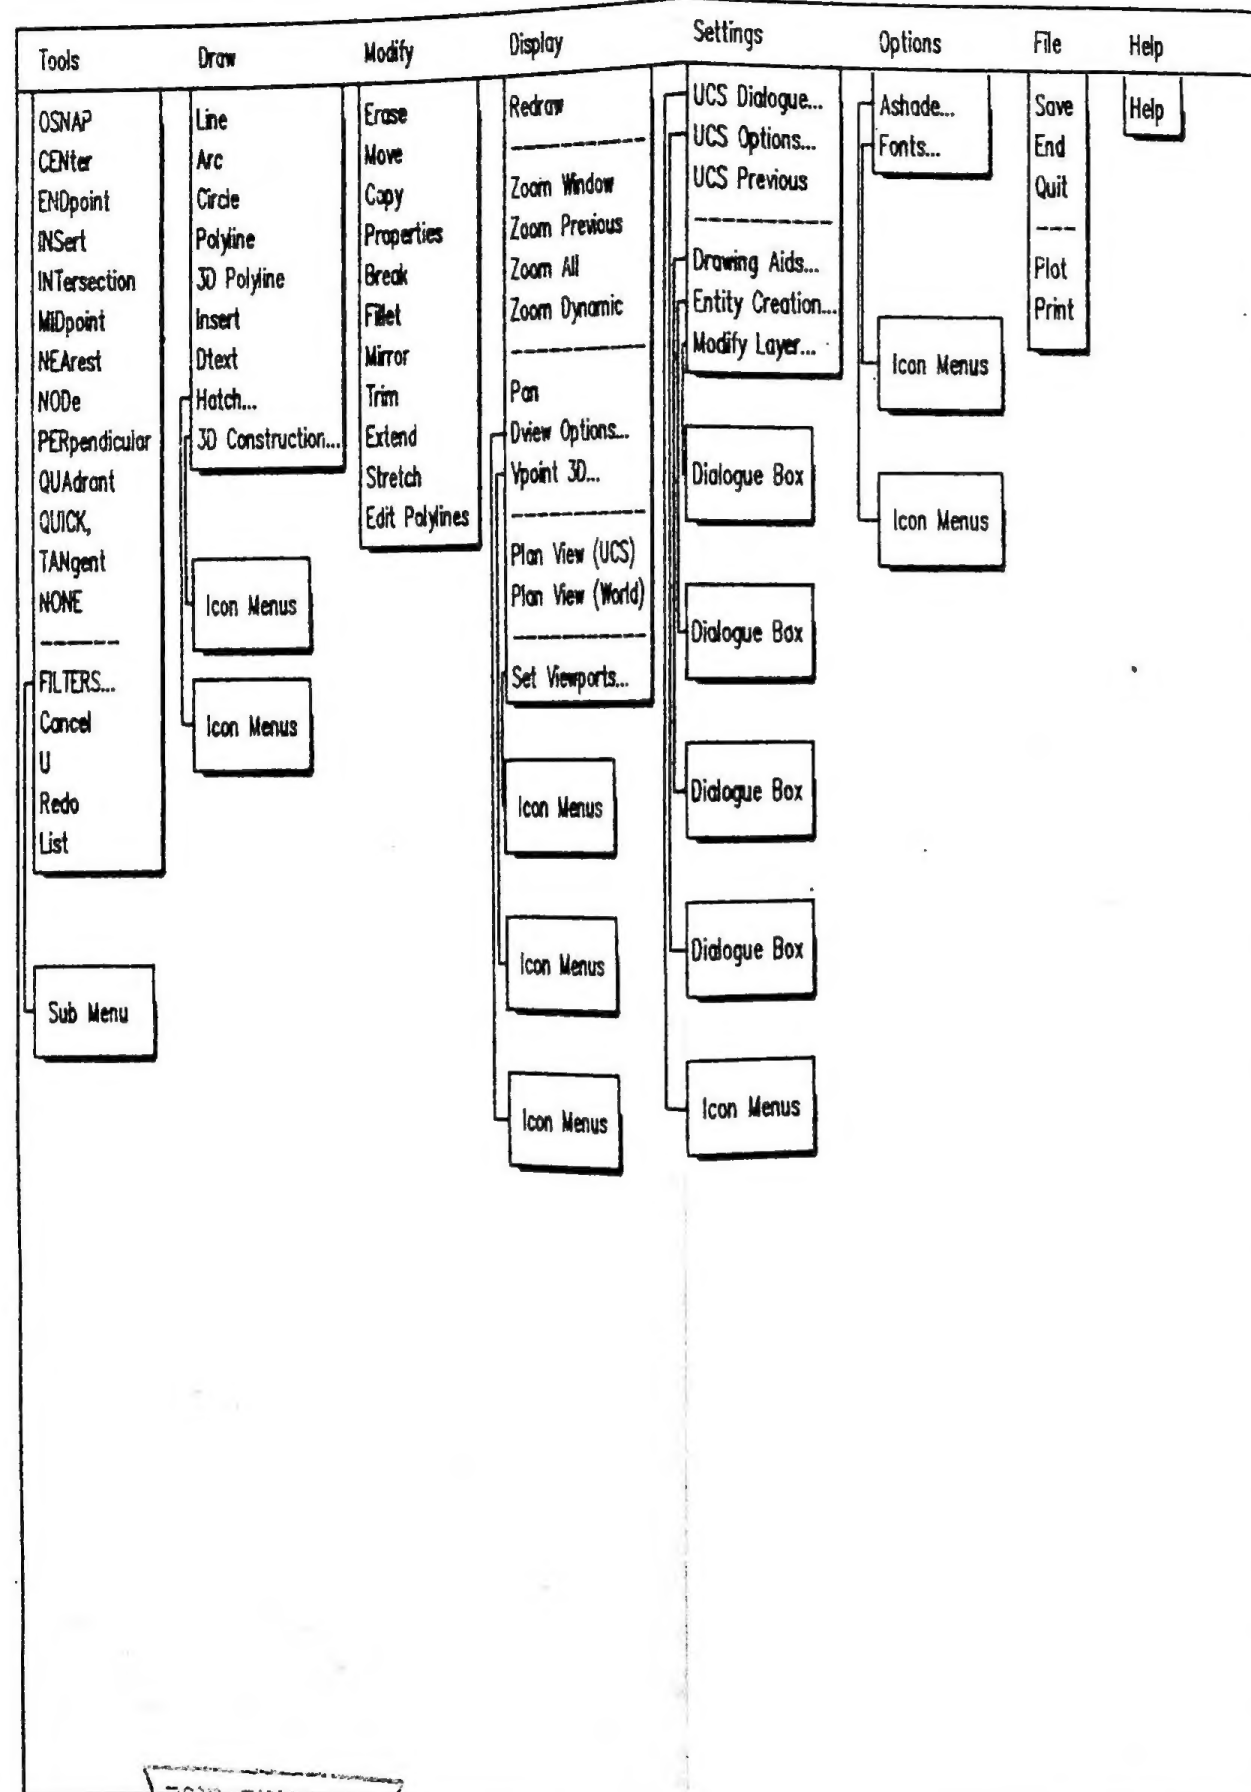 Tools
Draw
Modify
Display
Settings
Options
File
Help
OSNAP
CENter
ENDpoint
INSert
INTersection
MIDpoint
NEArest
NODe
PERpendicular
QUAdrant
QUICK,
TANgent
NONE
FILTERS...
Cancel
U
Redo
List
Sub Menu
Line
Arc
Circle
Polyline
3D Polyline
Insert
Dtext
Hatch...
3D Construction...
Icon Menus
Icon Menus
Erase
Move
Copy
Properties
Break
Fillet
Mirror
Trim
Extend
Stretch
Edit Polylines
Redraw
Zoom Window
Zoom Previous
Zoom All
Zoom Dynamic
Pan
Dview Options...
Vpoint 3D...
Plan View (UCS)
Plan View (World)
Set Viewports...
Icon Menus
Icon Menus
Icon Menus
UCS Dialogue...
UCS Options...
UCS Previous
Drawing Aids...
Entity Creation...
Modify Layer...
Dialogue Box
Dialogue Box
Dialogue Box
Dialogue Box
Icon Menus
Ashade...
Fonts...
Icon Menus
Icon Menus
Save
End
Quit
Plot
Print
Help